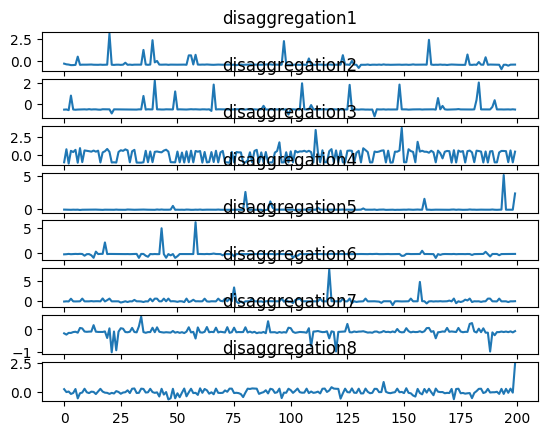 disaggregation1
2.5
0.0
disaggregation2
2
0
disaggregation3
2.5
0.0
disaggregation4
5
0
disaggregation5
5
0
disaggregation6
5
0
disaggregation7
0
−1
disaggregation8
2.5
0.0
0 25 50 75 100 125 150 175 200